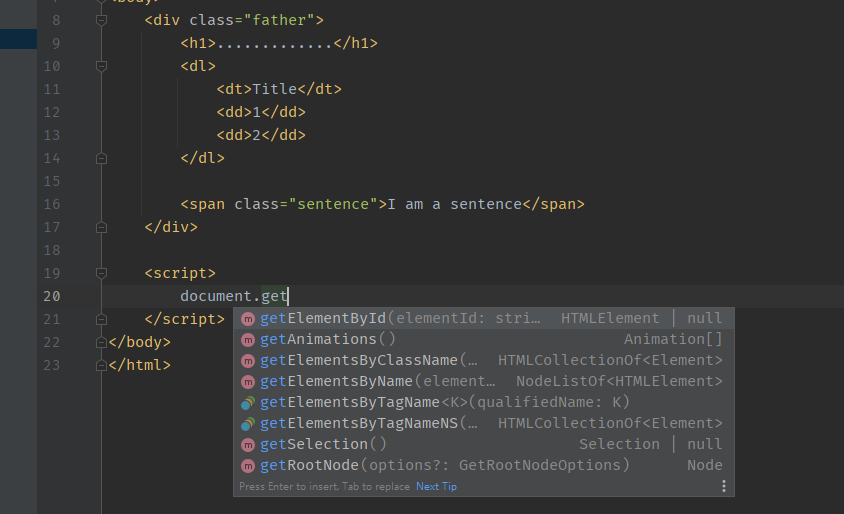 <body>
8 <div class="father">
9 <h1>.............</h1>
10 <dl>
11 <dt>Title</dt>
12 <dd>1</dd>
13 <dd>2</dd>
14 </dl>
15
16 <span class="sentence">I am a sentence</span>
17 </div>
18
19 <script>
20 document.get
21 </script>
22 </body>
23 </html>
m getElementById(elementId: stri… HTMLElement | null
m getAnimations() Animation[]
m getElementsByClassName(… HTMLCollectionOf<Element>
m getElementsByName(element… NodeListOf<HTMLElement>
getElementsByTagName<K>(qualifiedName: K)
getElementsByTagNameNS(… HTMLCollectionOf<Element>
m getSelection() Selection | null
m getRootNode(options?: GetRootNodeOptions) Node
Press Enter to insert, Tab to replace Next Tip